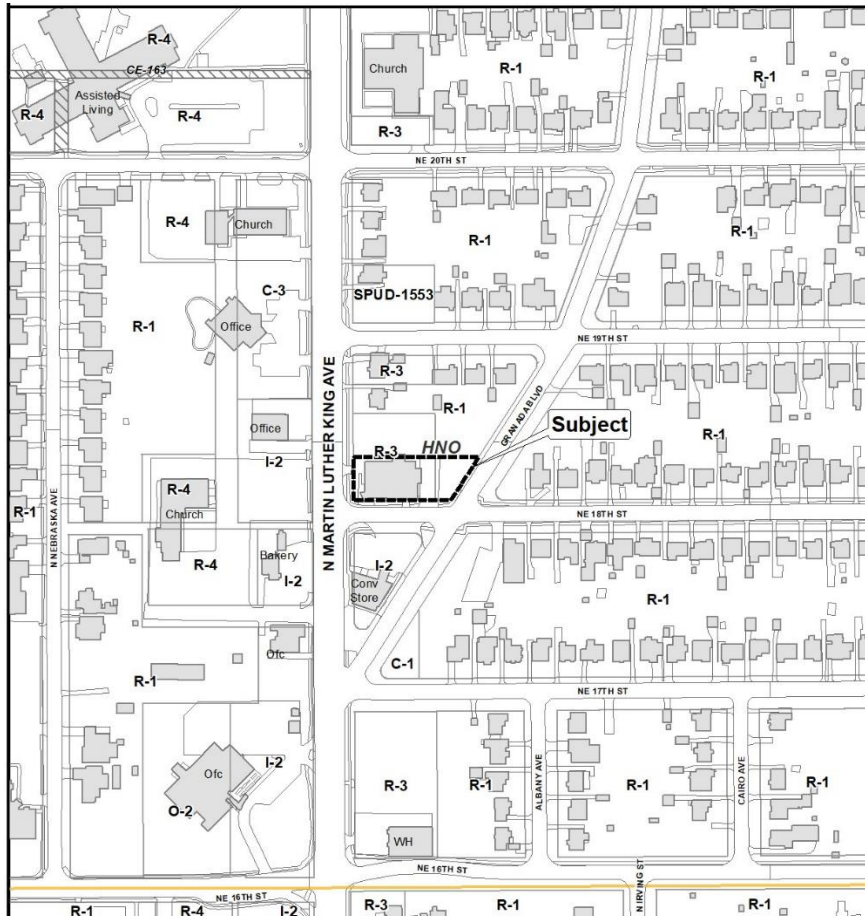 R-4
CE-163
Assisted
Living
R-4
R-4
Church
R-3
R-1
R-1
NE 20TH ST
R-4
Church
R-1
R-1
C-3
SPUD-1553
R-1
Office
NE 19TH ST
N MARTIN LUTHER KING AVE
R-3
R-1
GRANADA BLVD
Subject
Office
R-3
HNO
R-1
I-2
R-4
Church
R-1
N NEBRASKA AVE
NE 18TH ST
Bakery
R-4
I-2
I-2
Conv
Store
R-1
Ofc
C-1
R-1
NE 17TH ST
Ofc
I-2
O-2
R-3
R-1
ALBANY AVE
R-1
CAIRO AVE
R-1
WH
NE 16TH ST
NE 16TH ST
N IRVING ST
R-1
R-4
I-2
R-3
R-1
R-1